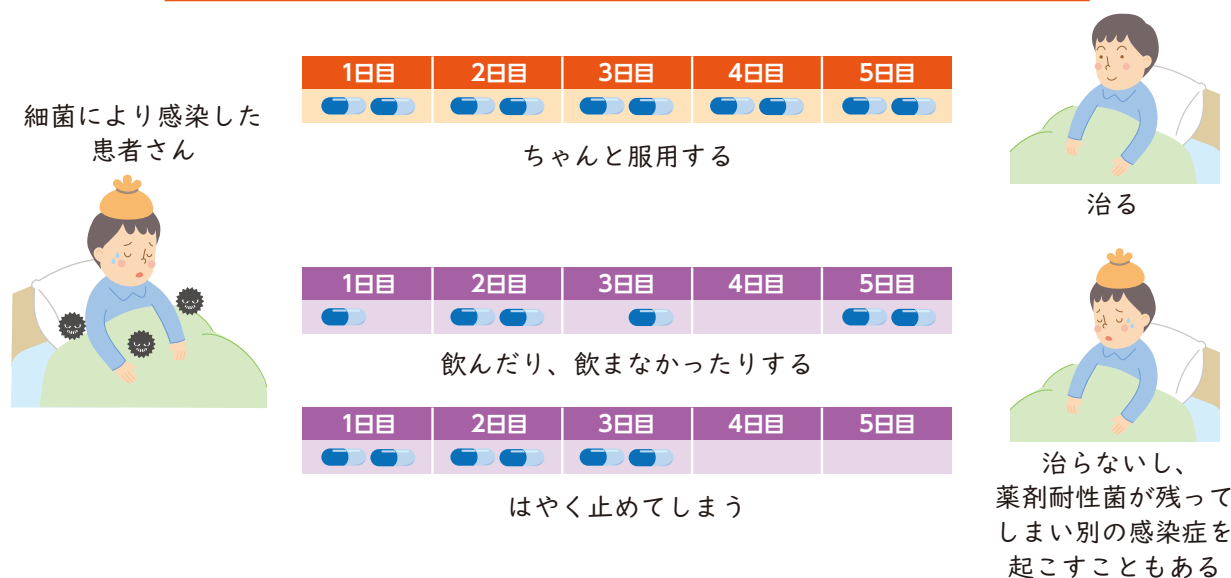 細菌により感染した
患者さん
1日目 2日目 3日目 4日目 5日目
ちゃんと服用する
治る
1日目 2日目 3日目 4日目 5日目
飲んだり、飲まなかったりする
1日目 2日目 3日目 4日目 5日目
はやく止めてしまう
治らないし、
薬剤耐性菌が残って
しまい別の感染症を
起こすこともある